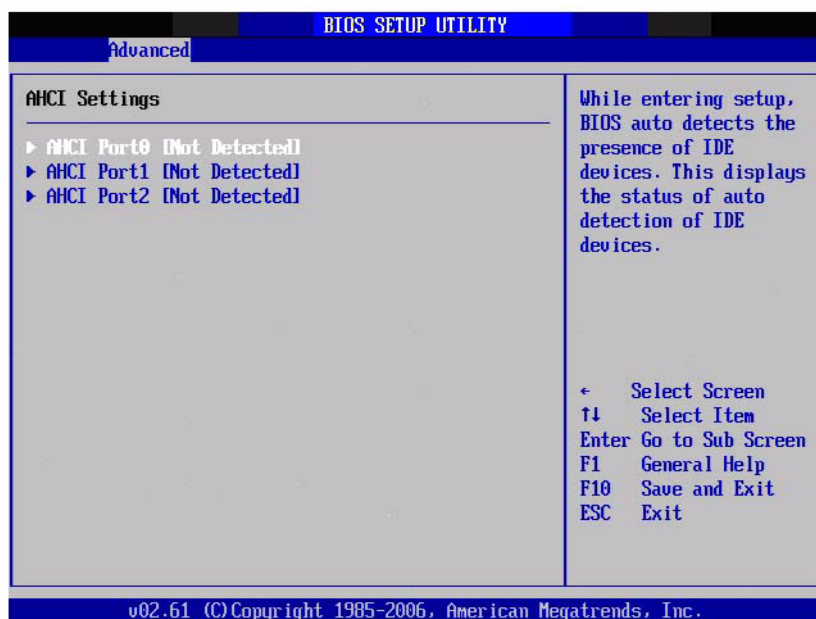 BIOS SETUP UTILITY
Advanced
AHCI Settings
▶ AHCI Port0 [Not Detected]
▶ AHCI Port1 [Not Detected]
▶ AHCI Port2 [Not Detected]
While entering setup,
BIOS auto detects the
presence of IDE
devices. This displays
the status of auto
detection of IDE
devices.
← Select Screen
↑↓ Select Item
Enter Go to Sub Screen
F1 General Help
F10 Save and Exit
ESC Exit
v02.61 (C)Copyright 1985-2006, American Megatrends, Inc.